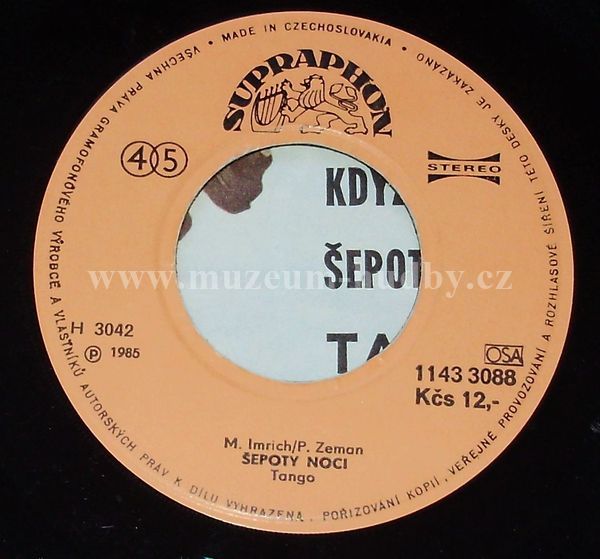 VŠECHNA PRÁVA GRAMOFONOVÉHO VÝROBCE A VLASTNÍKŮ AUTORSKÝCH PRÁV K DÍLU VYHRAZENA. POŘIZOVÁNÍ KOPIÍ, VEŘEJNÉ PROVOZOVÁNÍ A ROZHLASOVÉ ŠÍŘENÍ TÉTO DESKY JE ZAKÁZÁNO
• MADE IN CZECHOSLOVAKIA •
SUPRAPHON
45
STEREO
KDYŽ
ŠEPOT
TA
www.muzeum-hudby.cz
H 3042
Ⓟ 1985
OSA
1143 3088
Kčs 12,-
M. Imrich/P. Zeman
ŠEPOTY NOCI
Tango